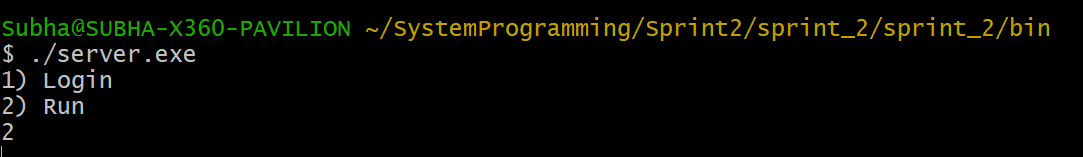 Subha@SUBHA-X360-PAVILION ~/SystemProgramming/Sprint2/sprint_2/sprint_2/bin
$ ./server.exe
1) Login
2) Run
2